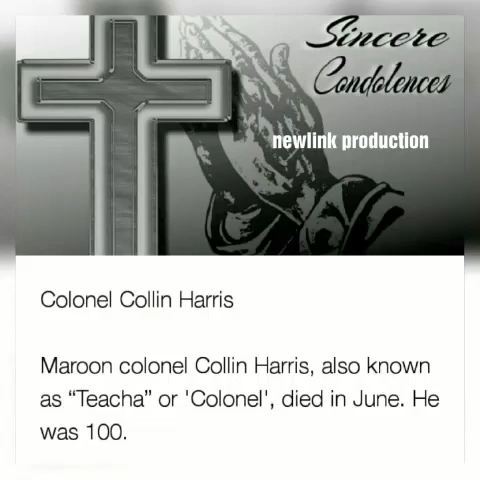 Sincere
Condolences
newlink production
Colonel Collin Harris
Maroon colonel Collin Harris, also known
as “Teacha” or 'Colonel', died in June. He
was 100.